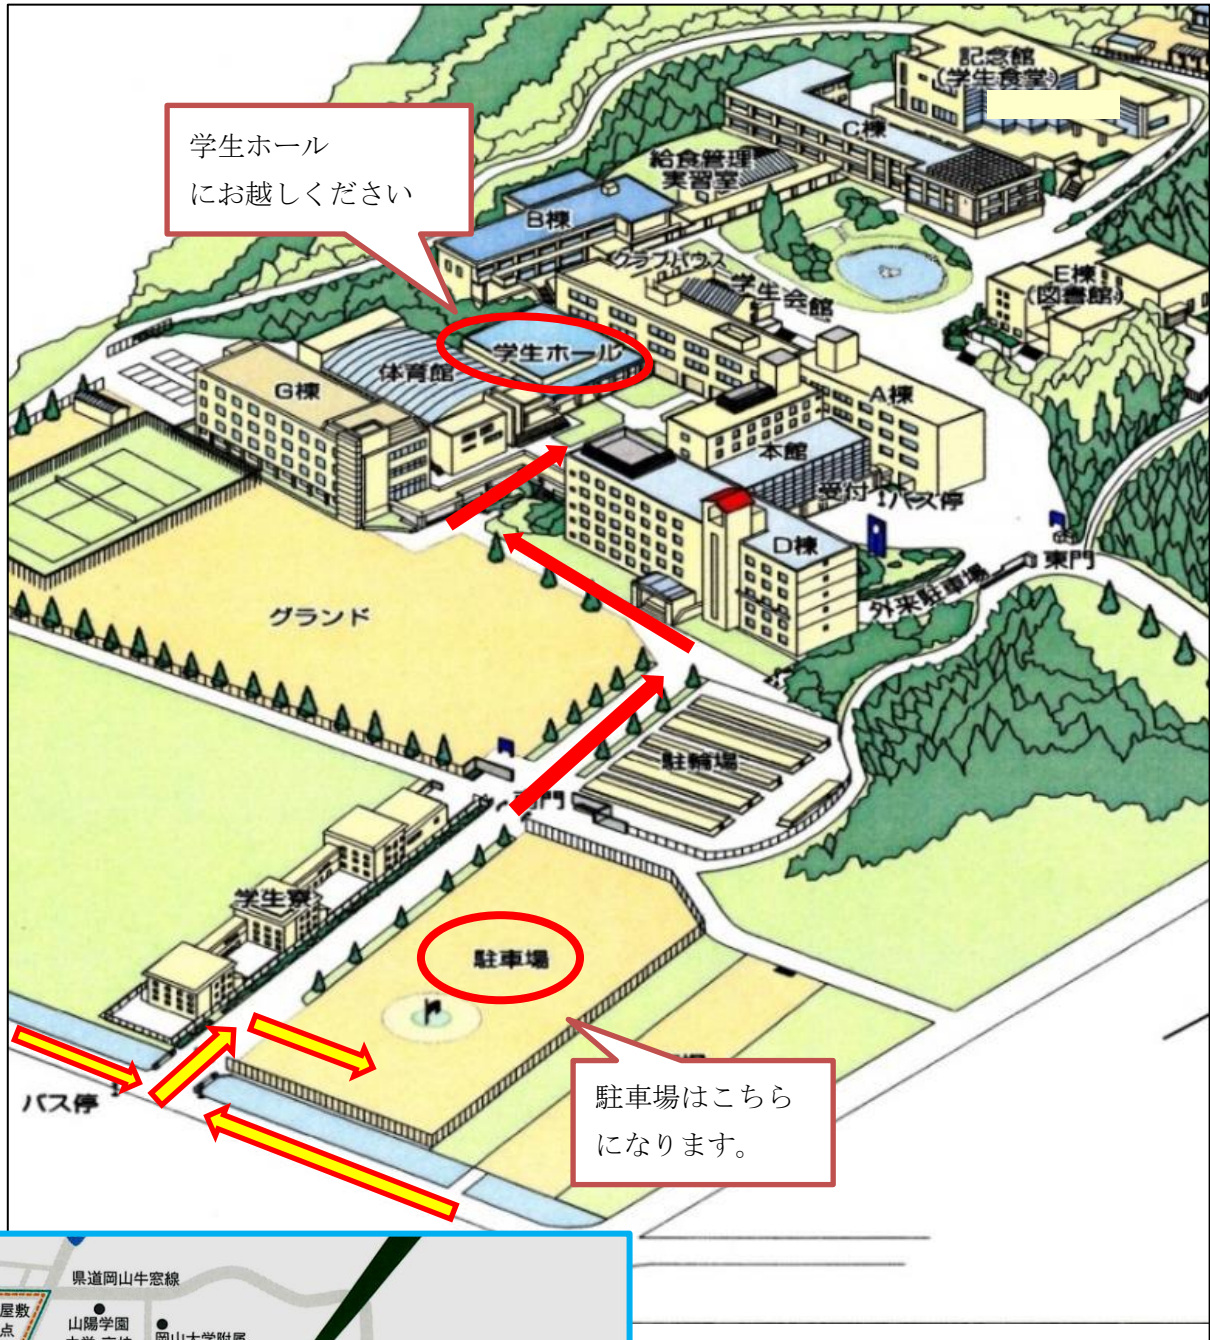 記念館
(学生食堂)
C棟
学生ホール
にお越しください
給食管理
実習室
B棟
クラブハウス
学生会館
E棟
(図書館)
学生ホール
体育館
G棟
A棟
本館
受付
バス停
D棟
東門
外来駐車場
グランド
駐輪場
学生寮
駐車場
バス停
駐車場はこちら
になります。
県道岡山牛窓線
屋敷
点
山陽学園
岡山大学附属